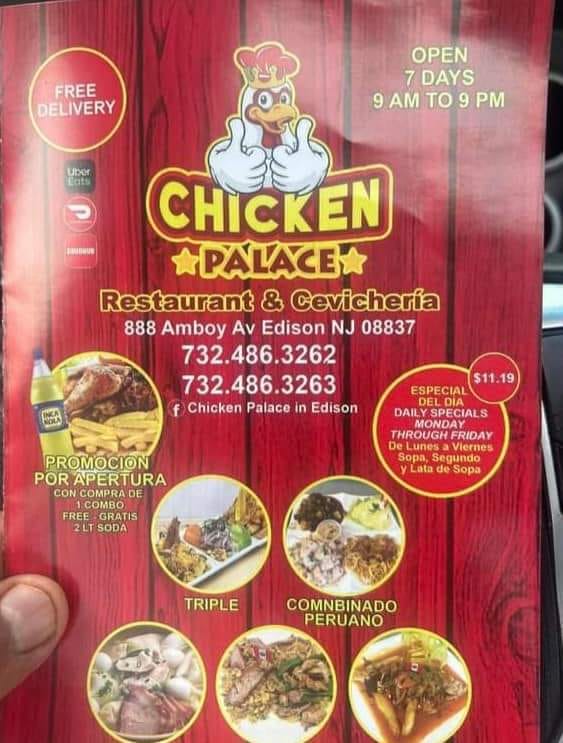 FREE
DELIVERY
Uber
Eats
GRUBHUB
OPEN
7 DAYS
9 AM TO 9 PM
CHICKEN
PALACE
Restaurant & Cevichería
888 Amboy Av Edison NJ 08837
732.486.3262
732.486.3263
f Chicken Palace in Edison
$11.19
ESPECIAL
DEL DIA
DAILY SPECIALS
MONDAY
THROUGH FRIDAY
De Lunes a Viernes
Sopa, Segundo
y Lata de Sopa
INCA
KOLA
PROMOCION
POR APERTURA
CON COMPRA DE
1 COMBO
FREE - GRATIS
2 LT SODA
TRIPLE
COMNBINADO
PERUANO